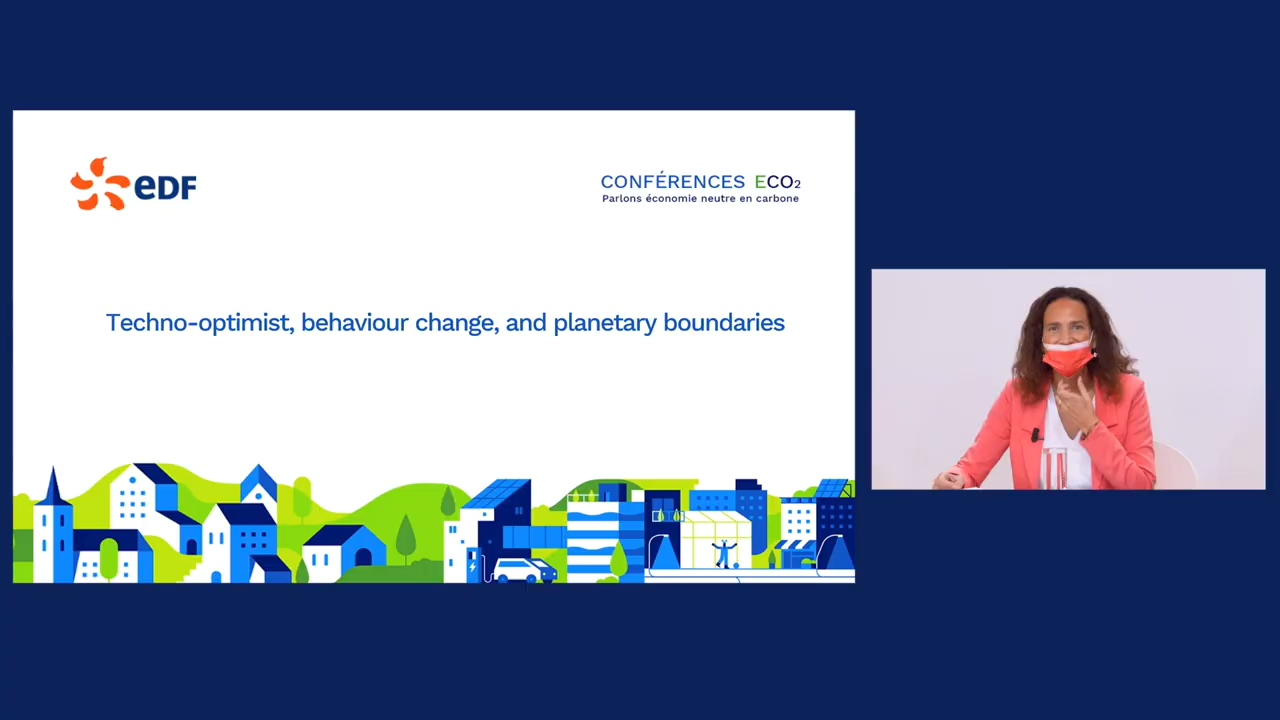 eDF
CONFÉRENCES ECO₂
Parlons économie neutre en carbone
Techno-optimist, behaviour change, and planetary boundaries